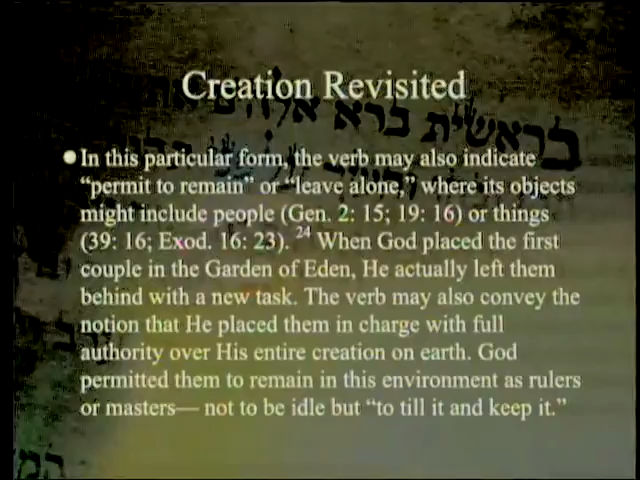 Creation Revisited
בראשית ברא אלהים
• In this particular form, the verb may also indicate
“permit to remain” or “leave alone,” where its objects
might include people (Gen. 2: 15; 19: 16) or things
(39: 16; Exod. 16: 23). 24 When God placed the first
couple in the Garden of Eden, He actually left them
behind with a new task. The verb may also convey the
notion that He placed them in charge with full
authority over His entire creation on earth. God
permitted them to remain in this environment as rulers
or masters— not to be idle but “to till it and keep it.”